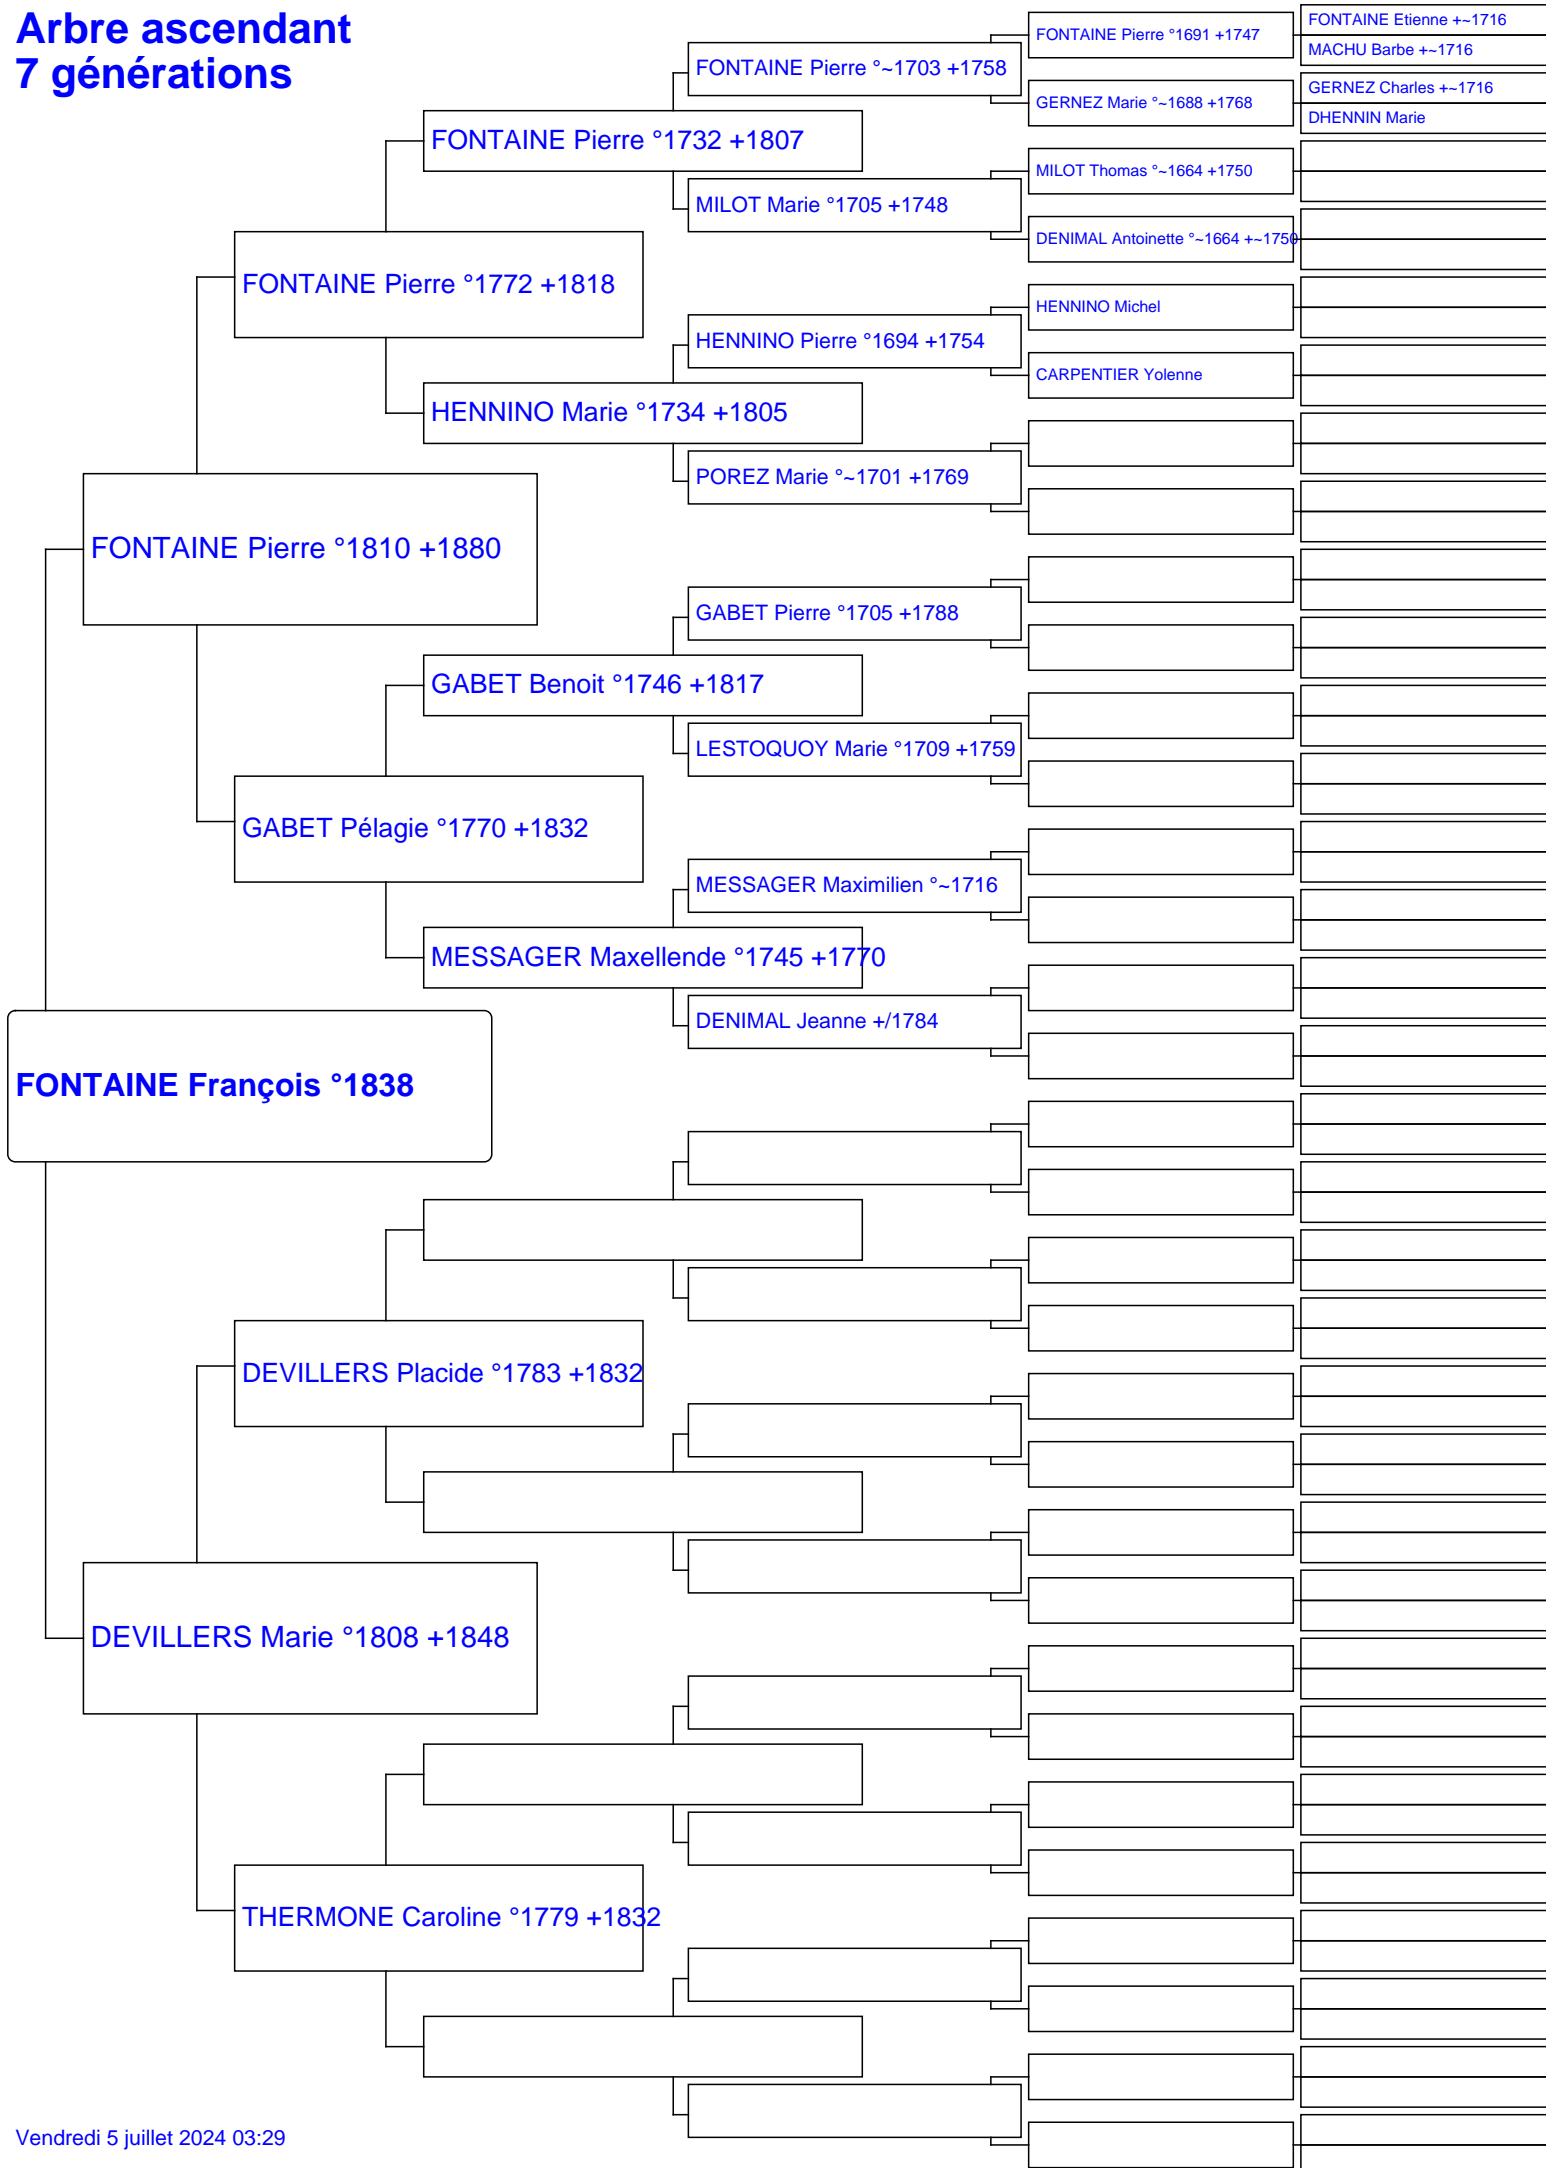 Arbre ascendant
7 générations
FONTAINE François °1838
FONTAINE Pierre °1810 +1880
DEVILLERS Marie °1808 +1848
FONTAINE Pierre °1772 +1818
GABET Pélagie °1770 +1832
DEVILLERS Placide °1783 +1832
THERMONE Caroline °1779 +1832
FONTAINE Pierre °1732 +1807
HENNINO Marie °1734 +1805
GABET Benoit °1746 +1817
MESSAGER Maxellende °1745 +1770
FONTAINE Pierre °~1703 +1758
MILOT Marie °1705 +1748
HENNINO Pierre °1694 +1754
POREZ Marie °~1701 +1769
GABET Pierre °1705 +1788
LESTOQUOY Marie °1709 +1759
MESSAGER Maximilien °~1716
DENIMAL Jeanne +/1784
FONTAINE Pierre °1691 +1747
GERNEZ Marie °~1688 +1768
MILOT Thomas °~1664 +1750
DENIMAL Antoinette °~1664 +~1750
HENNINO Michel
CARPENTIER Yolenne
FONTAINE Etienne +~1716
MACHU Barbe +~1716
GERNEZ Charles +~1716
DHENNIN Marie
Vendredi 5 juillet 2024 03:29